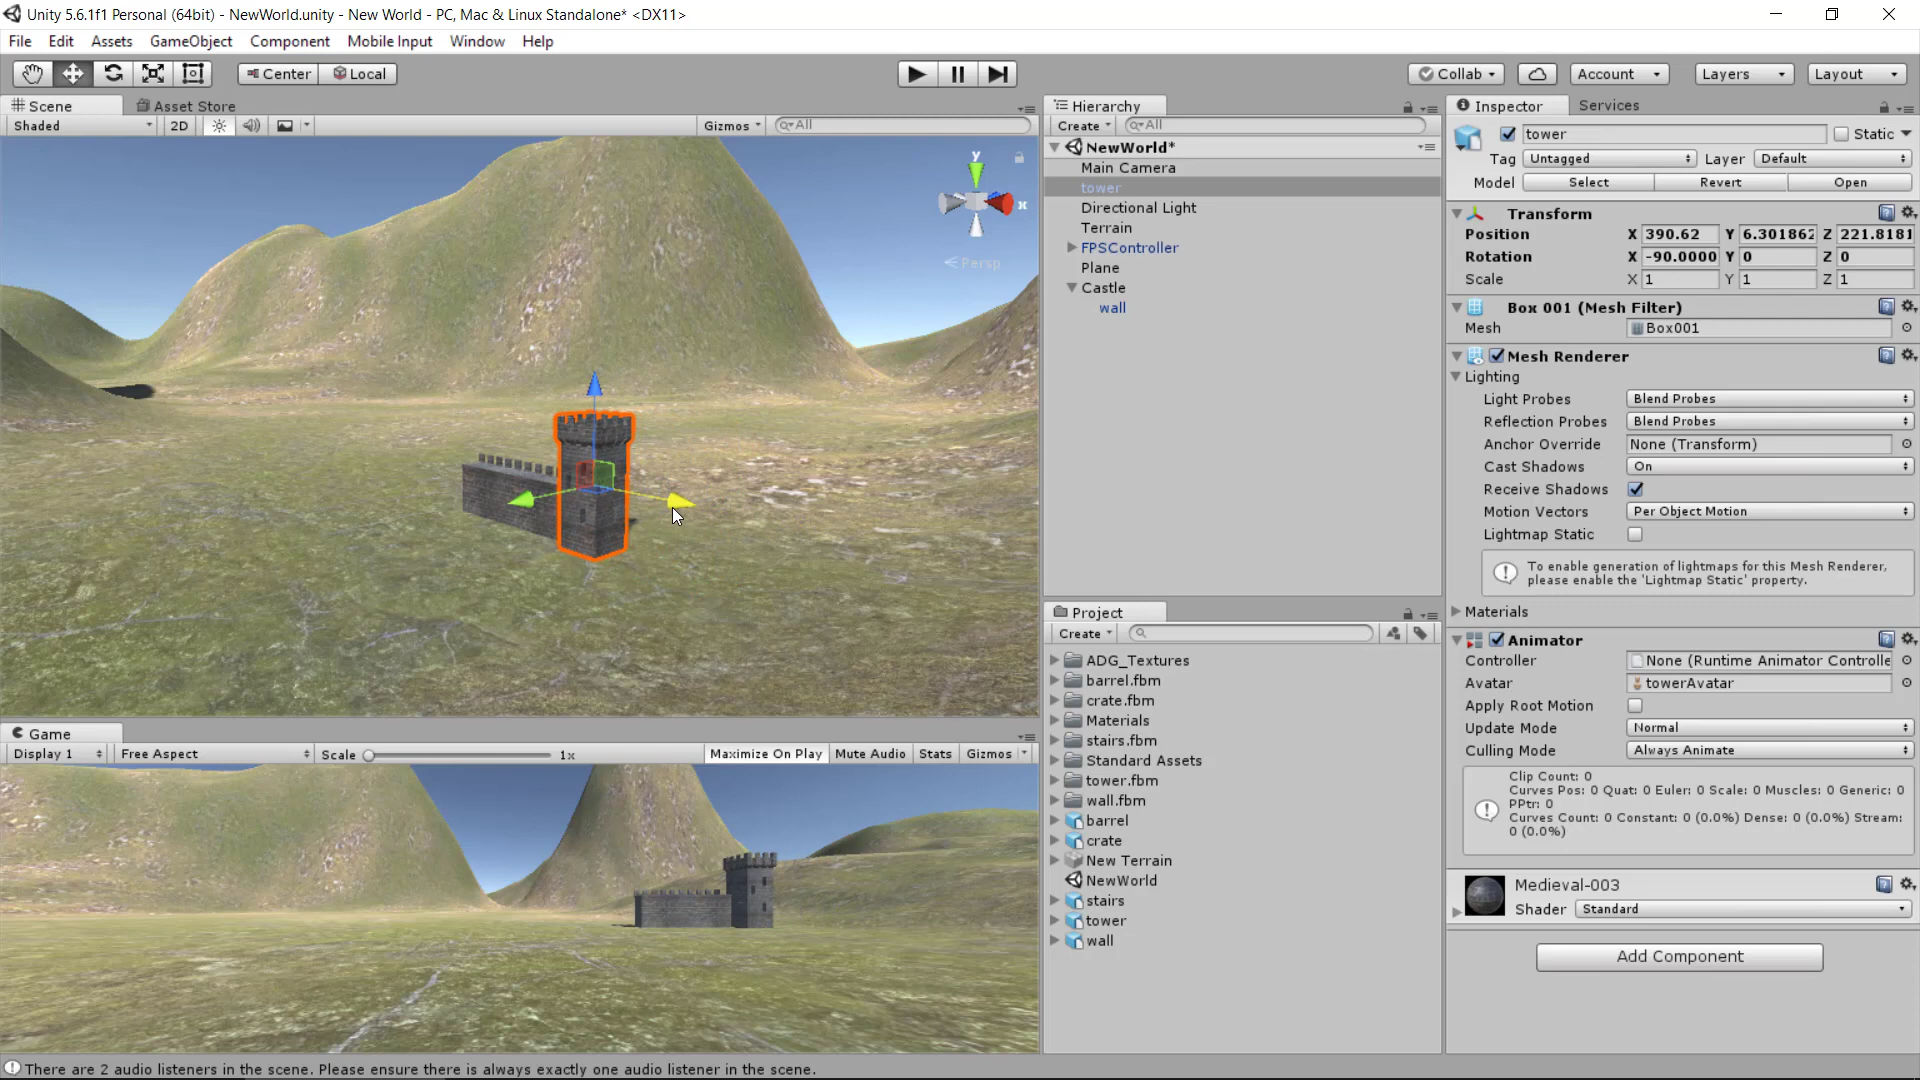 Unity 5.6.1f1 Personal (64bit) - NewWorld.unity - New World - PC, Mac & Linux Standalone* <DX11>
File Edit Assets GameObject Component Mobile Input Window Help
Center Local
Collab Account Layers Layout
Scene Asset Store
Shaded 2D Gizmos All
y
x
Persp
Game
Display 1 Free Aspect Scale 1x Maximize On Play Mute Audio Stats Gizmos
Hierarchy
Create All
NewWorld*
Main Camera
tower
Directional Light
Terrain
FPSController
Plane
Castle
wall
Project
Create
ADG_Textures
barrel.fbm
crate.fbm
Materials
stairs.fbm
Standard Assets
tower.fbm
wall.fbm
barrel
crate
New Terrain
NewWorld
stairs
tower
wall
Inspector Services
tower Static
Tag Untagged Layer Default
Model Select Revert Open
Transform
Position X 390.62 Y 6.301862 Z 221.8181
Rotation X -90.0000 Y 0 Z 0
Scale X 1 Y 1 Z 1
Box 001 (Mesh Filter)
Mesh Box001
Mesh Renderer
Lighting
Light Probes Blend Probes
Reflection Probes Blend Probes
Anchor Override None (Transform)
Cast Shadows On
Receive Shadows
Motion Vectors Per Object Motion
Lightmap Static
To enable generation of lightmaps for this Mesh Renderer,
please enable the 'Lightmap Static' property.
Materials
Animator
Controller None (Runtime Animator Controlle
Avatar towerAvatar
Apply Root Motion
Update Mode Normal
Culling Mode Always Animate
Clip Count: 0
Curves Pos: 0 Quat: 0 Euler: 0 Scale: 0 Muscles: 0 Generic: 0
PPtr: 0
Curves Count: 0 Constant: 0 (0.0%) Dense: 0 (0.0%) Stream:
0 (0.0%)
Medieval-003
Shader Standard
Add Component
There are 2 audio listeners in the scene. Please ensure there is always exactly one audio listener in the scene.